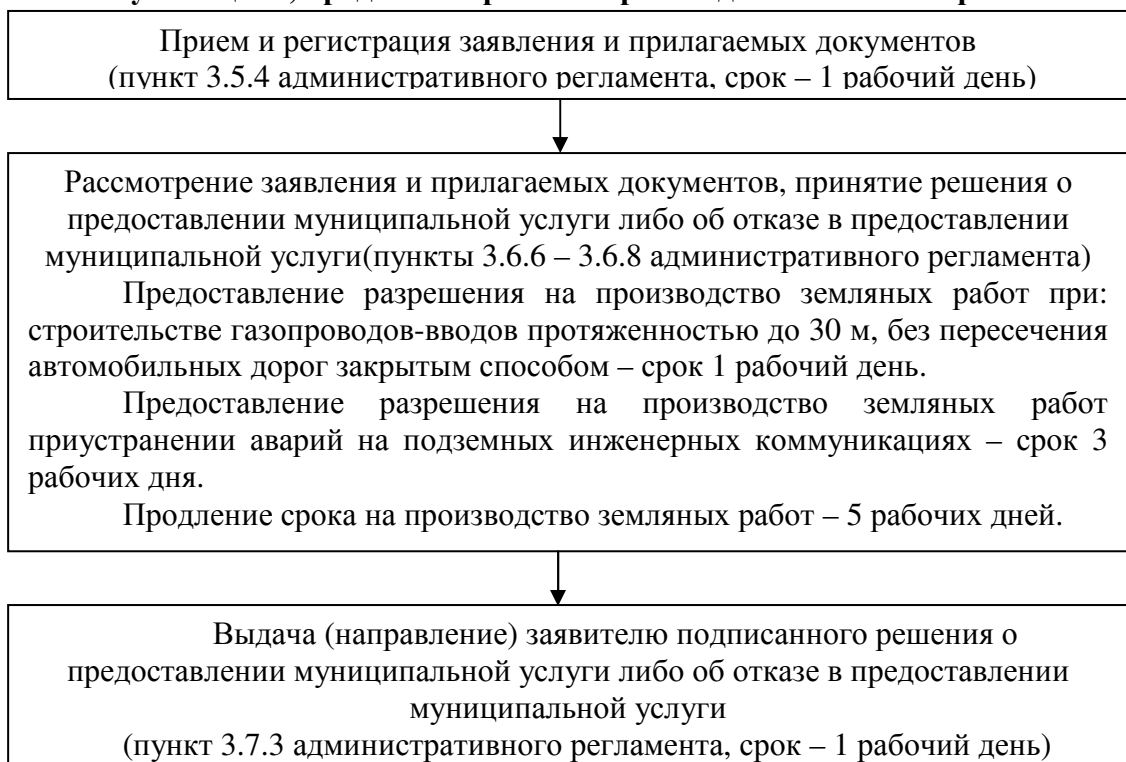 Прием и регистрация заявления и прилагаемых документов
(пункт 3.5.4 административного регламента, срок – 1 рабочий день)
Рассмотрение заявления и прилагаемых документов, принятие решения о
предоставлении муниципальной услуги либо об отказе в предоставлении
муниципальной услуги(пункты 3.6.6 – 3.6.8 административного регламента)
Предоставление разрешения на производство земляных работ при:
строительстве газопроводов-вводов протяженностью до 30 м, без пересечения
автомобильных дорог закрытым способом – срок 1 рабочий день.
Предоставление разрешения на производство земляных работ
приустранении аварий на подземных инженерных коммуникациях – срок 3
рабочих дня.
Продление срока на производство земляных работ – 5 рабочих дней.
Выдача (направление) заявителю подписанного решения о
предоставлении муниципальной услуги либо об отказе в предоставлении
муниципальной услуги
(пункт 3.7.3 административного регламента, срок – 1 рабочий день)